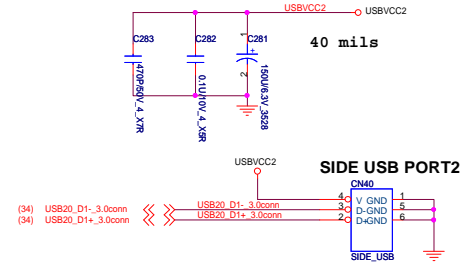 USBVCC2
USBVCC2
C283
C282
C281
1
+
2
40 mils
470P/50V_4_X7R
0.1U/10V_4_X5R
150U/6.3V_3528
USBVCC2
SIDE USB PORT2
CN40
(34) USB20_D1-_3.0conn
USB20_D1-_3.0conn
(34) USB20_D1+_3.0conn
USB20_D1+_3.0conn
4 V GND 1
3 D-GND 5
2 D+GND 6
SIDE_USB